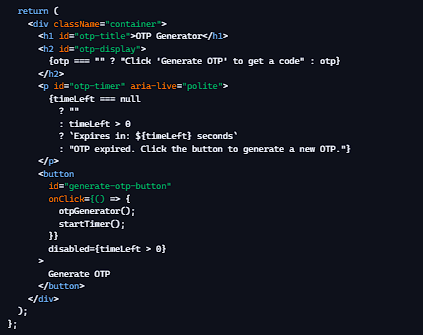 return (
<div className="container">
<h1 id="otp-title">OTP Generator</h1>
<h2 id="otp-display">
{otp === "" ? "Click 'Generate OTP' to get a code" : otp}
</h2>
<p id="otp-timer" aria-live="polite">
{timeLeft === null
? ""
: timeLeft > 0
? `Expires in: ${timeLeft} seconds`
: "OTP expired. Click the button to generate a new OTP."}
</p>
<button
id="generate-otp-button"
onClick={() => {
otpGenerator();
startTimer();
}}
disabled={timeLeft > 0}
>
Generate OTP
</button>
</div>
);
};